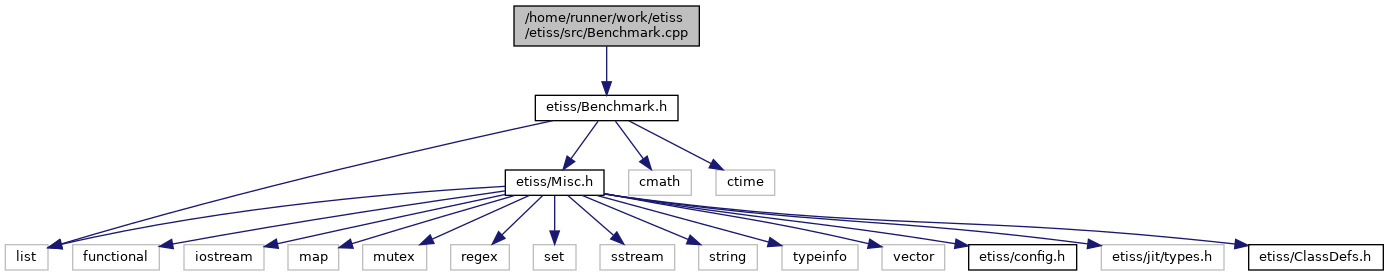 /home/runner/work/etiss
/etiss/src/Benchmark.cpp
etiss/Benchmark.h
etiss/Misc.h
cmath
ctime
list
functional
iostream
map
mutex
regex
set
sstream
string
typeinfo
vector
etiss/config.h
etiss/jit/types.h
etiss/ClassDefs.h